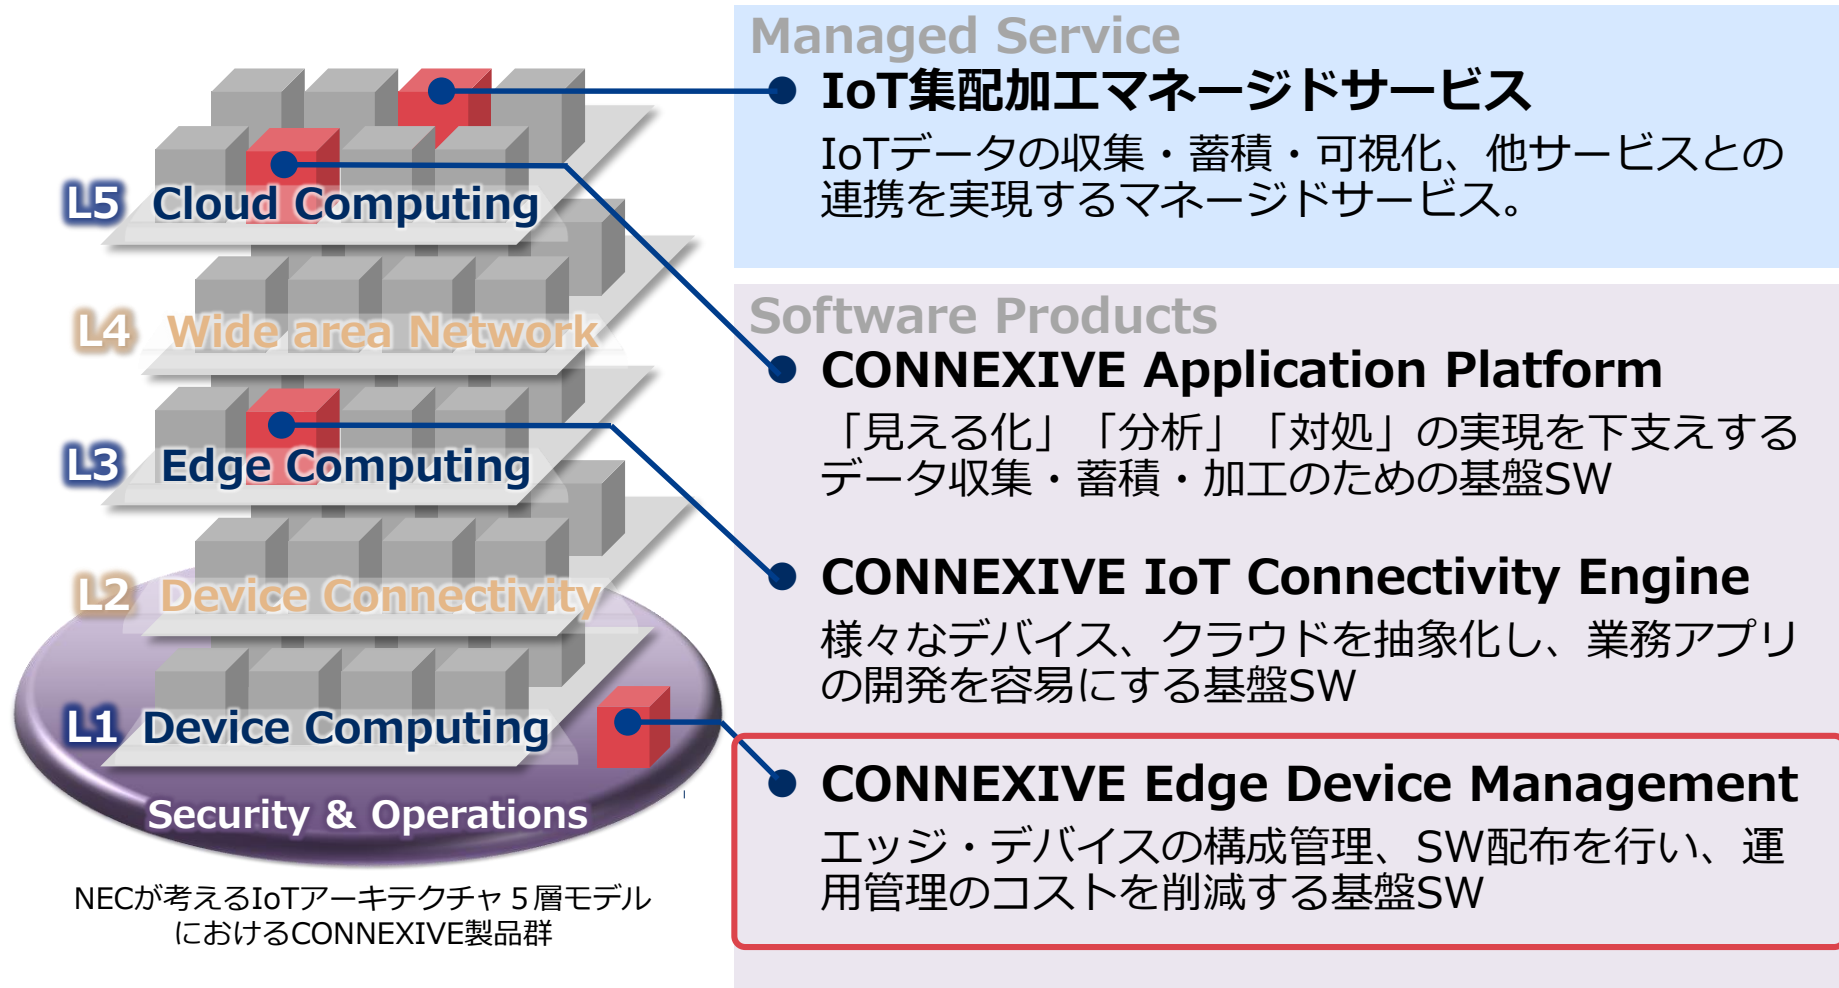 Managed Service
IoT集配加工マネージドサービス
IoTデータの収集・蓄積・可視化、他サービスとの
連携を実現するマネージドサービス。
L5 Cloud Computing
L4 Wide area Network
L3 Edge Computing
L2 Device Connectivity
L1 Device Computing
Security & Operations
NECが考えるIoTアーキテクチャ５層モデル
におけるCONNEXIVE製品群
Software Products
CONNEXIVE Application Platform
「見える化」「分析」「対処」の実現を下支えする
データ収集・蓄積・加工のための基盤SW
CONNEXIVE IoT Connectivity Engine
様々なデバイス、クラウドを抽象化し、業務アプリ
の開発を容易にする基盤SW
CONNEXIVE Edge Device Management
エッジ・デバイスの構成管理、SW配布を行い、運
用管理のコストを削減する基盤SW